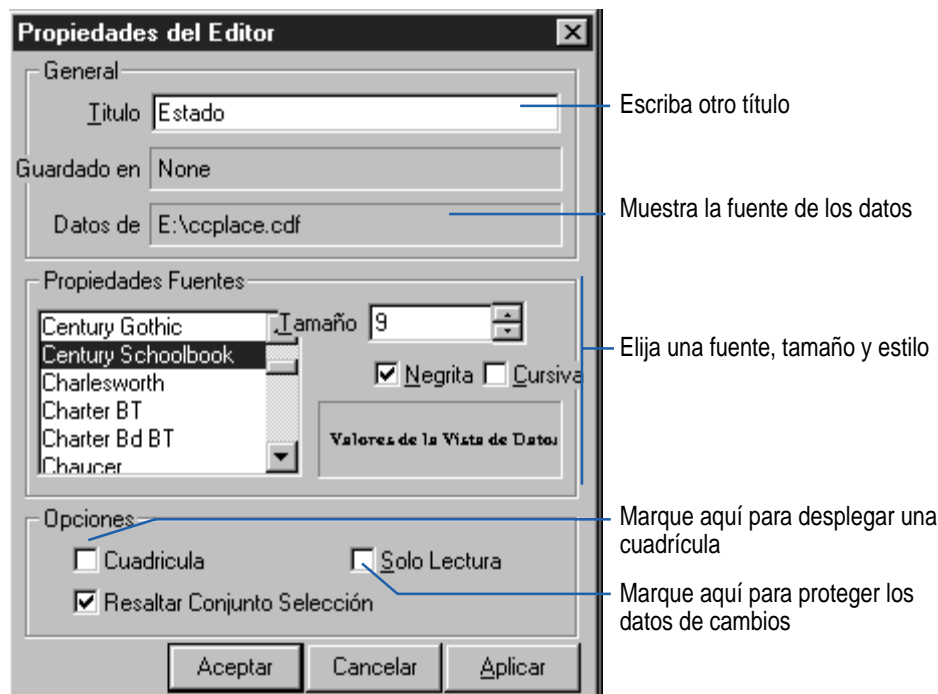 Propiedades del Editor
General
Titulo Estado
Escriba otro título
Guardado en None
Datos de E:\ccplace.cdf
Muestra la fuente de los datos
Propiedades Fuentes
Century Gothic
Century Schoolbook
Charlesworth
Charter BT
Charter Bd BT
Chaucer
Tamaño 9
Negrita Cursiva
Valores de la Vista de Datos
Elija una fuente, tamaño y estilo
Opciones
Cuadricula Solo Lectura
Resaltar Conjunto Selección
Marque aquí para desplegar una
cuadrícula
Marque aquí para proteger los
datos de cambios
Aceptar Cancelar Aplicar